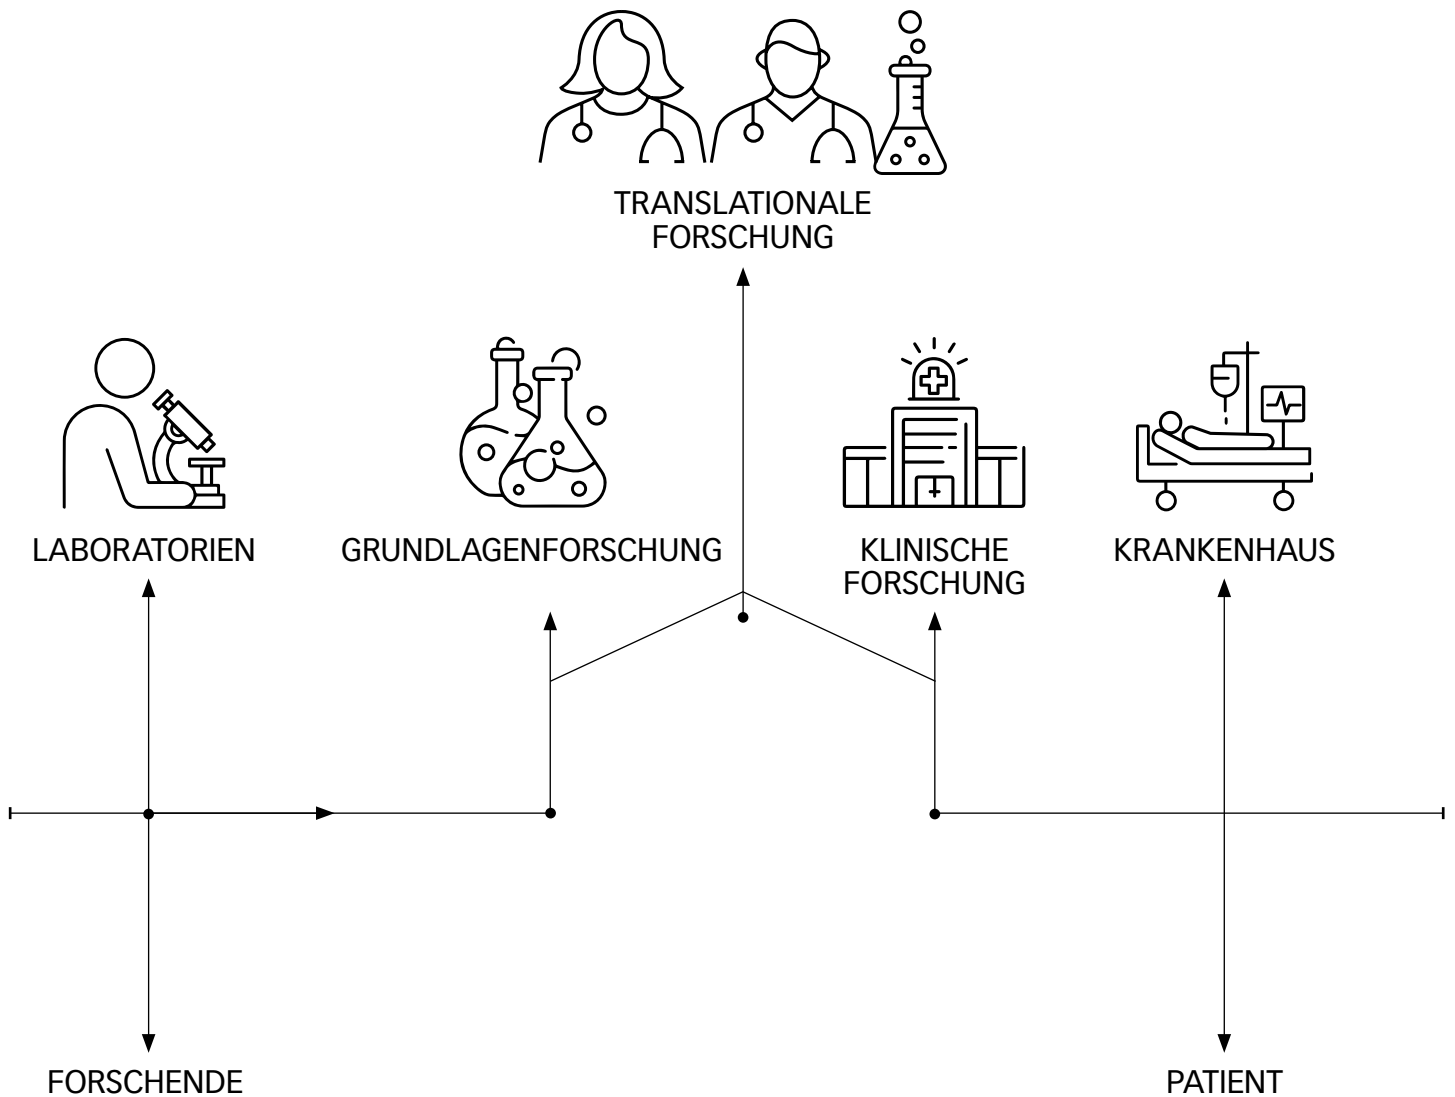 TRANSLATIONALE
FORSCHUNG
LABORATORIEN
GRUNDLAGENFORSCHUNG
KLINISCHE
FORSCHUNG
KRANKENHAUS
FORSCHENDE
PATIENT